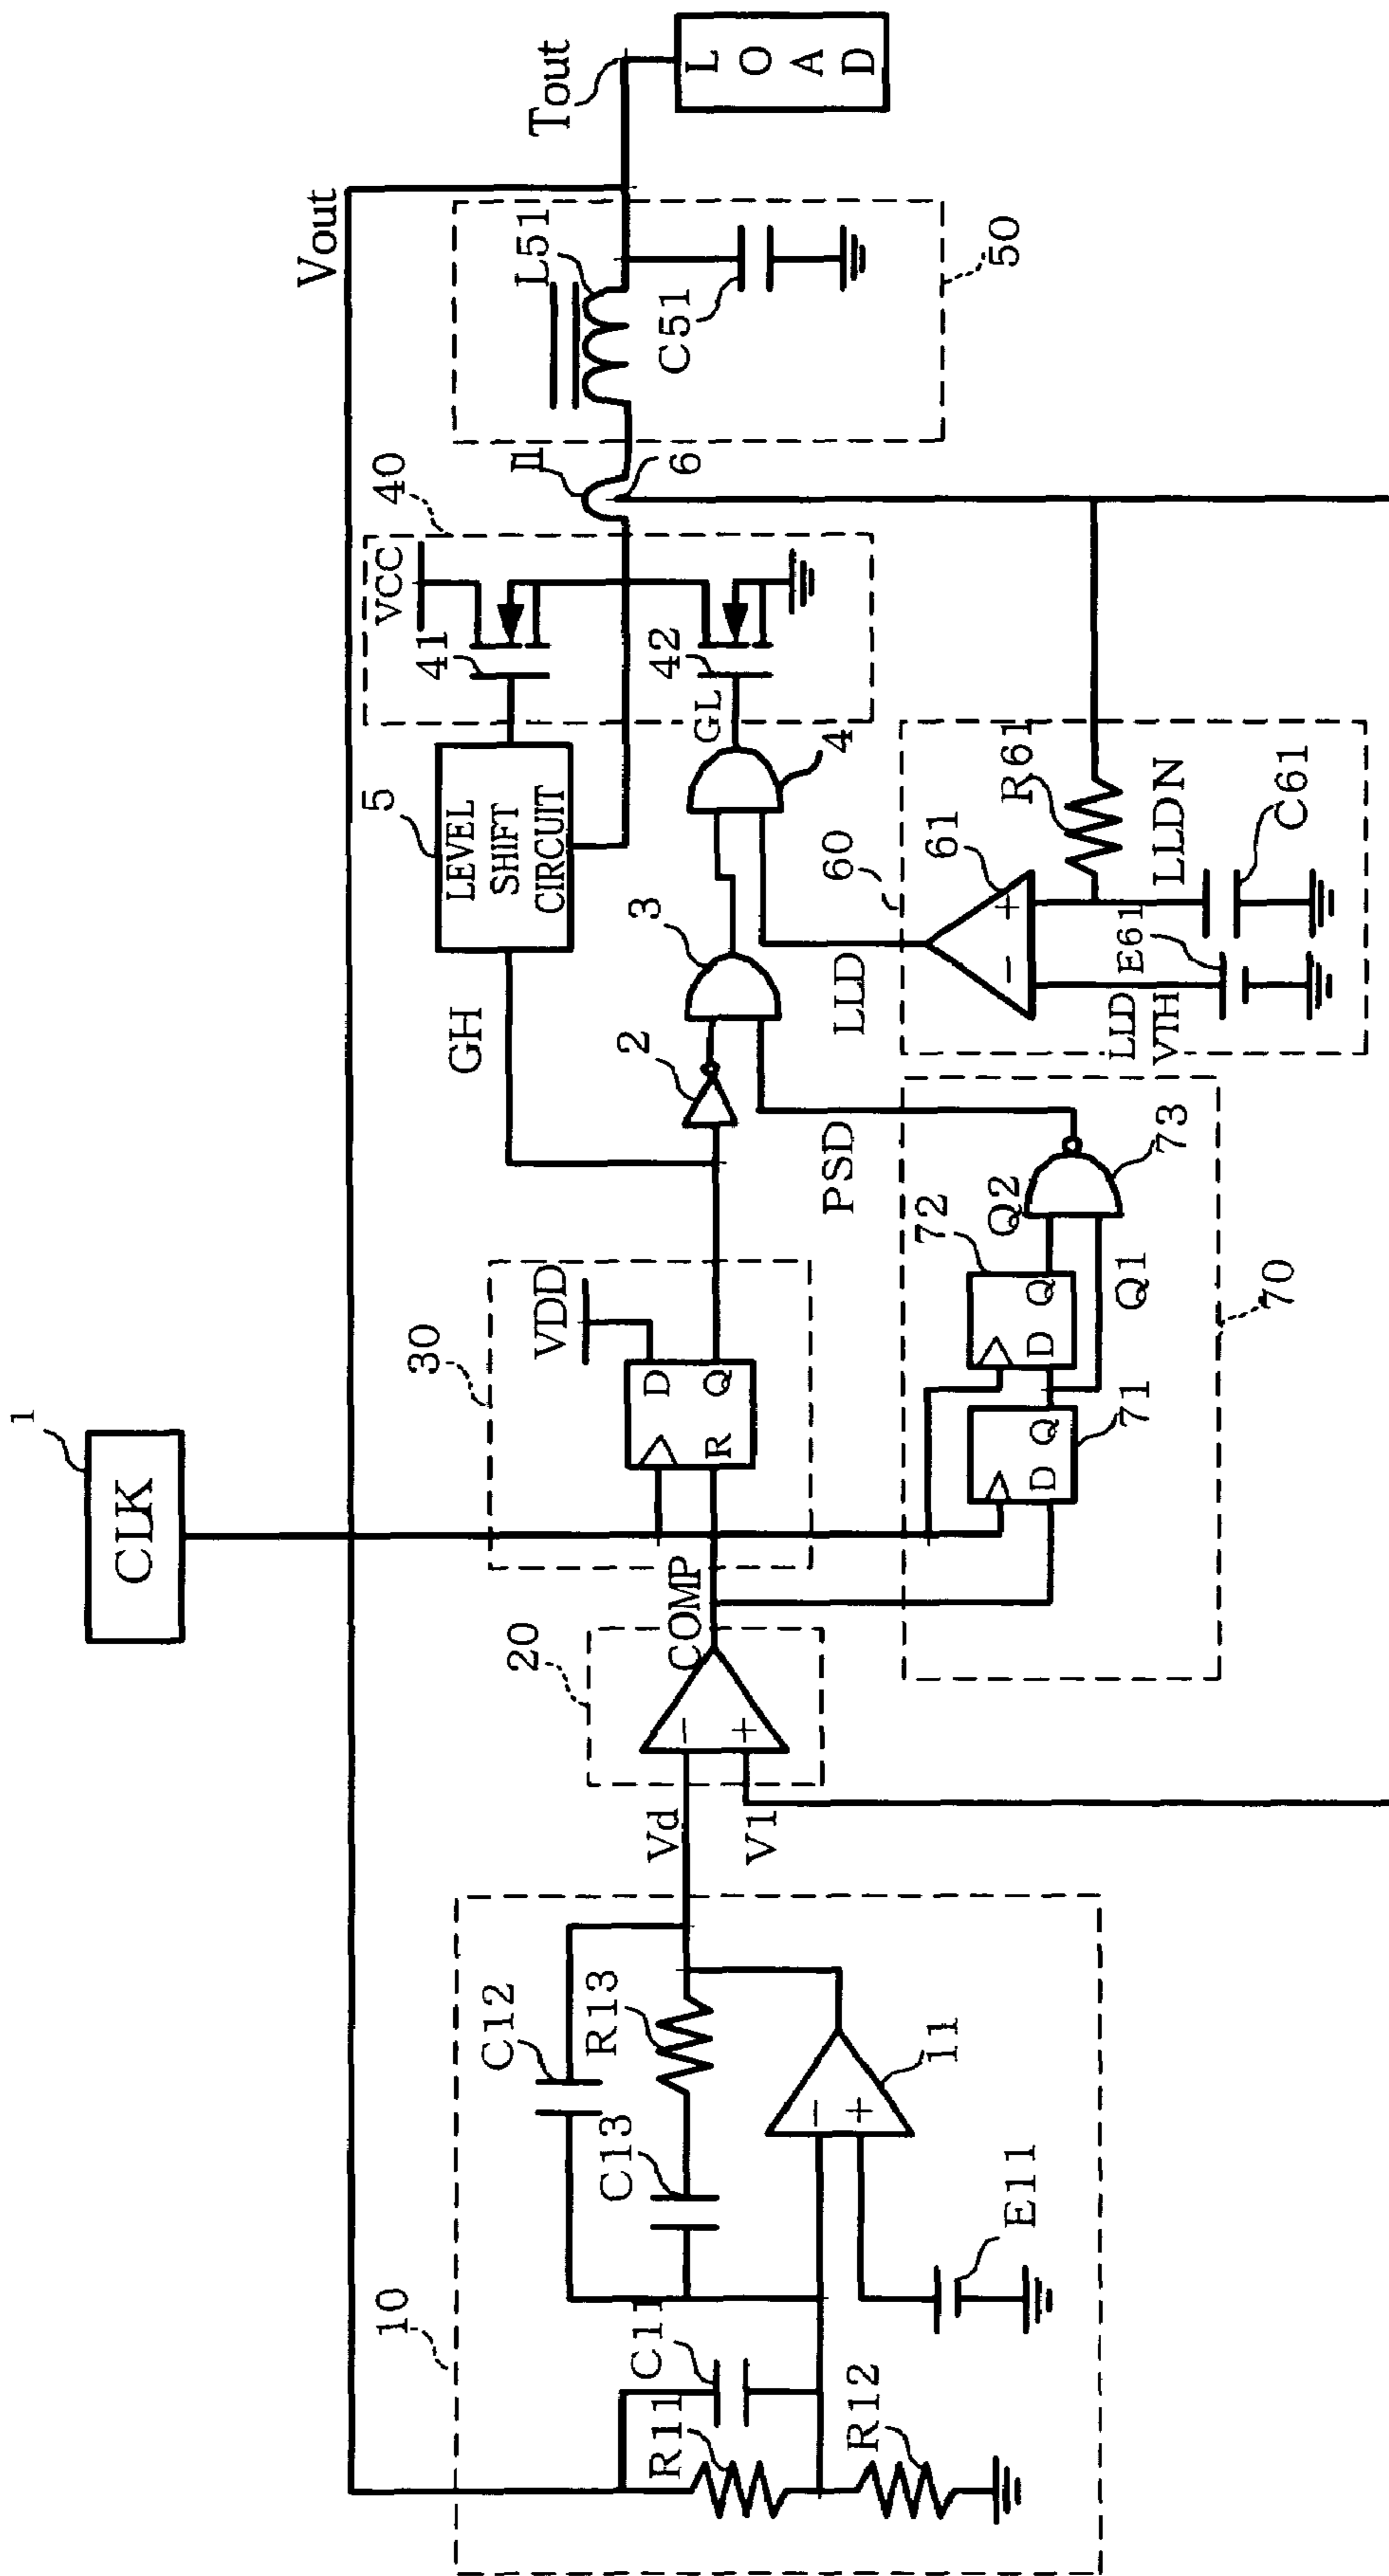 1
CLK
Vout
Tout
LOAD
10
C11
R11
R12
C12
C13
R13
11
E11
Vd
V1
20
COMP
30
VDD
D
Q
R
GH
5
LEVEL
SHIFT
CIRCUIT
2
3
4
GL
40
VCC
41
42
I1
6
L51
C51
50
PSD
LLD
60
61
R61
LLDN
C61
E61
LLD
VTH
70
71
D
Q
72
D
Q
Q1
Q2
73